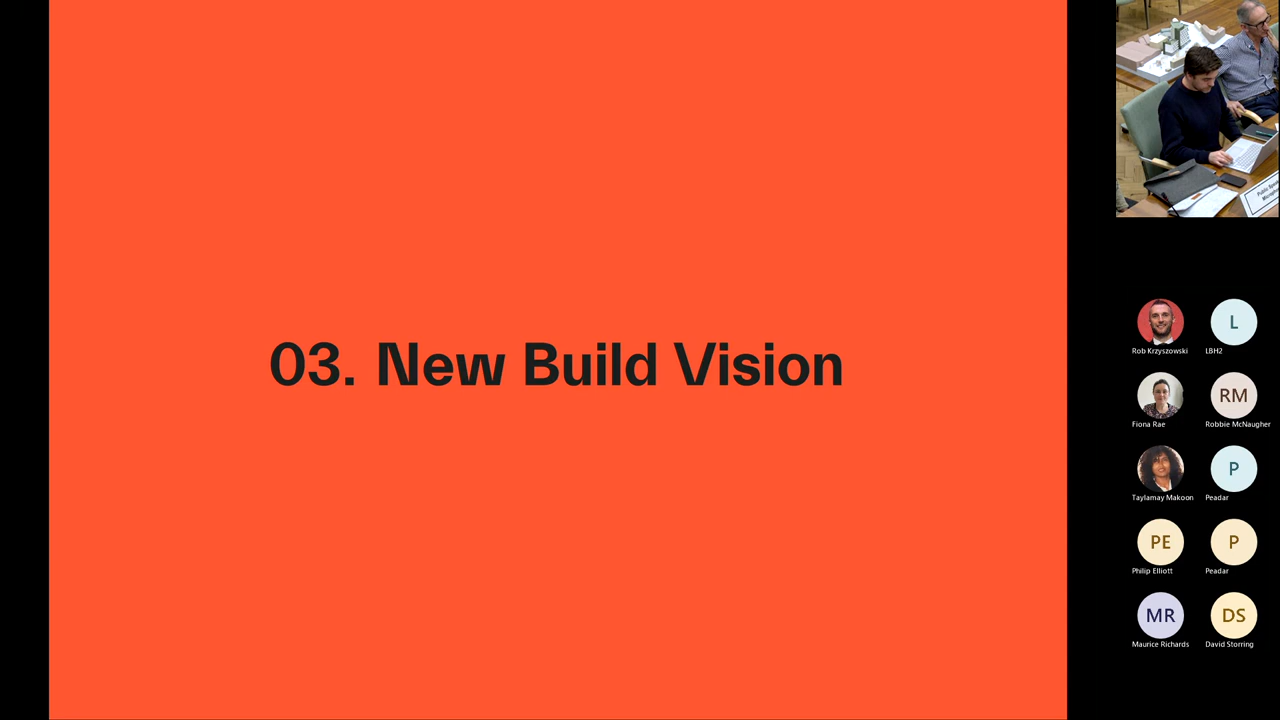 03. New Build Vision
Rob Krzyszowski
L
LBH2
Fiona Rae
RM
Robbie McNaugher
Taylamay Makoon
P
Peadar
PE
Philip Elliott
P
Peadar
MR
Maurice Richards
DS
David Storring